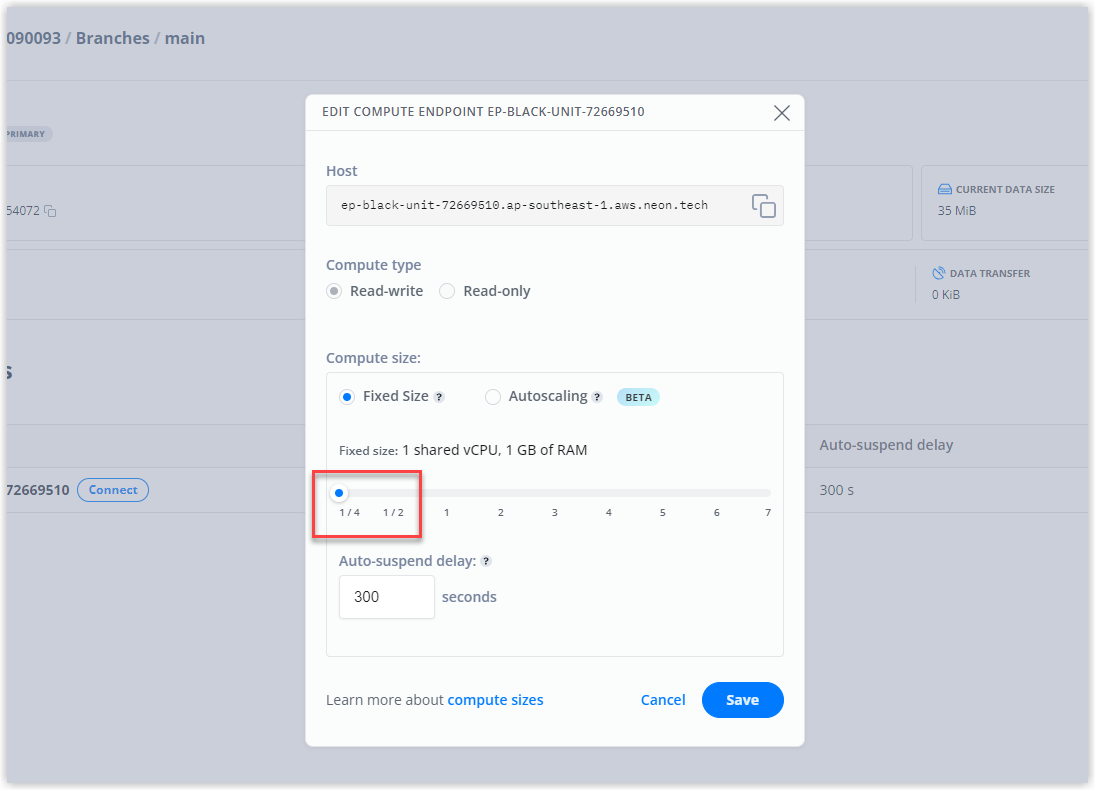 090093 / Branches / main
PRIMARY
54072
CURRENT DATA SIZE
35 MiB
DATA TRANSFER
0 KiB
s
Auto-suspend delay
72669510 Connect
300 s
EDIT COMPUTE ENDPOINT EP-BLACK-UNIT-72669510
Host
ep-black-unit-72669510.ap-southeast-1.aws.neon.tech
Compute type
Read-write Read-only
Compute size:
Fixed Size ? Autoscaling ? BETA
Fixed size: 1 shared vCPU, 1 GB of RAM
1 / 4 1 / 2 1 2 3 4 5 6 7
Auto-suspend delay: ?
300 seconds
Learn more about compute sizes
Cancel Save